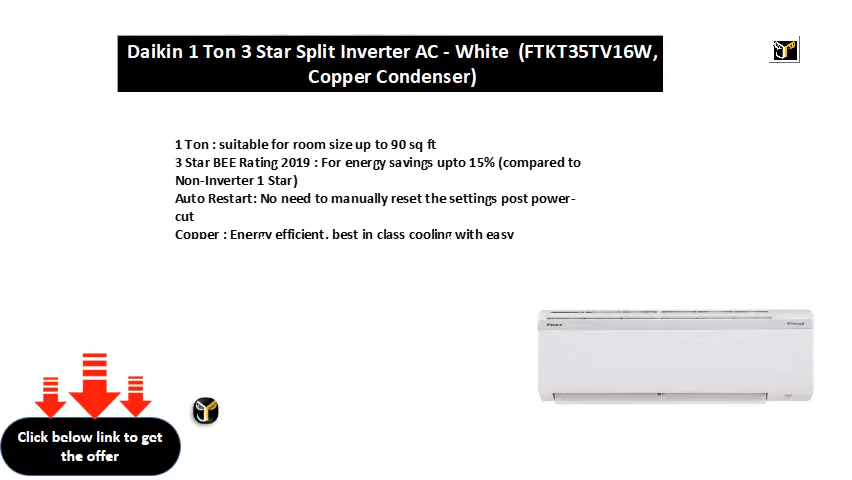 Daikin 1 Ton 3 Star Split Inverter AC - White (FTKT35TV16W,
Copper Condenser)
1 Ton : suitable for room size up to 90 sq ft
3 Star BEE Rating 2019 : For energy savings upto 15% (compared to
Non-Inverter 1 Star)
Auto Restart: No need to manually reset the settings post power-
cut
Copper : Energy efficient, best in class cooling with easy
Click below link to get
the offer